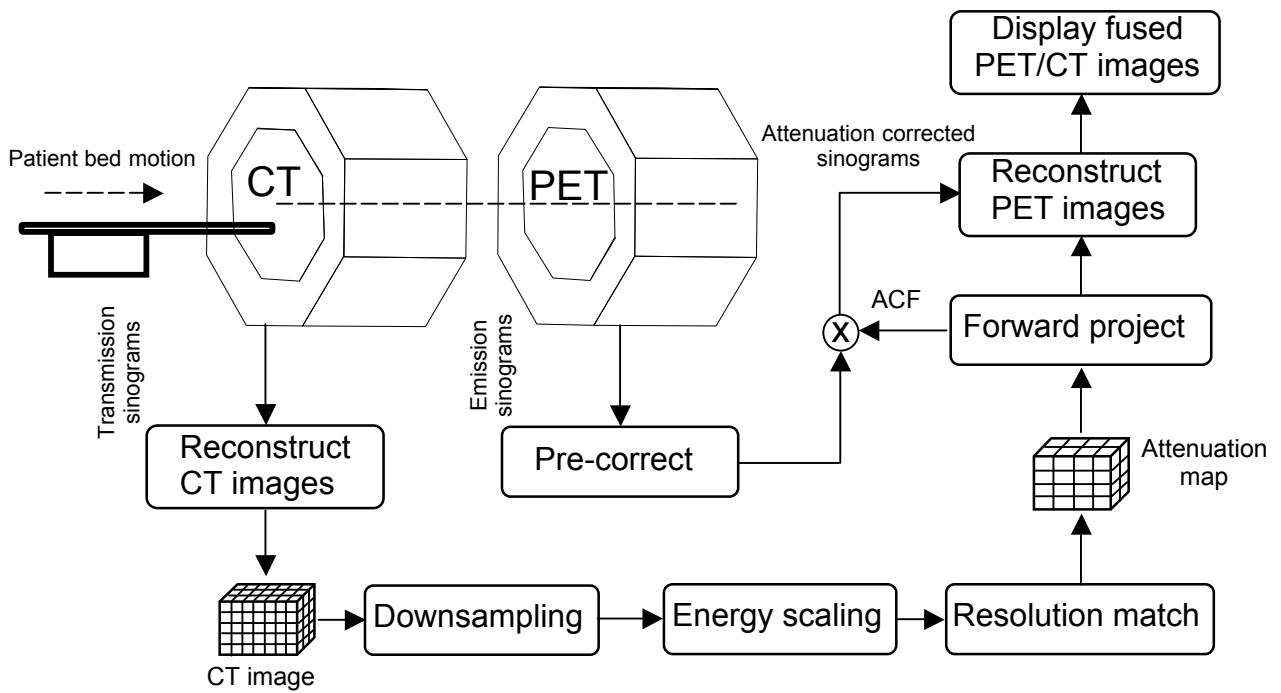 Display fused
PET/CT images
Patient bed motion
CT
PET
Attenuation corrected
sinograms
Reconstruct
PET images
Transmission
sinograms
Emission
sinograms
ACF
X
Forward project
Reconstruct
CT images
Pre-correct
Attenuation
map
CT image
Downsampling
Energy scaling
Resolution match